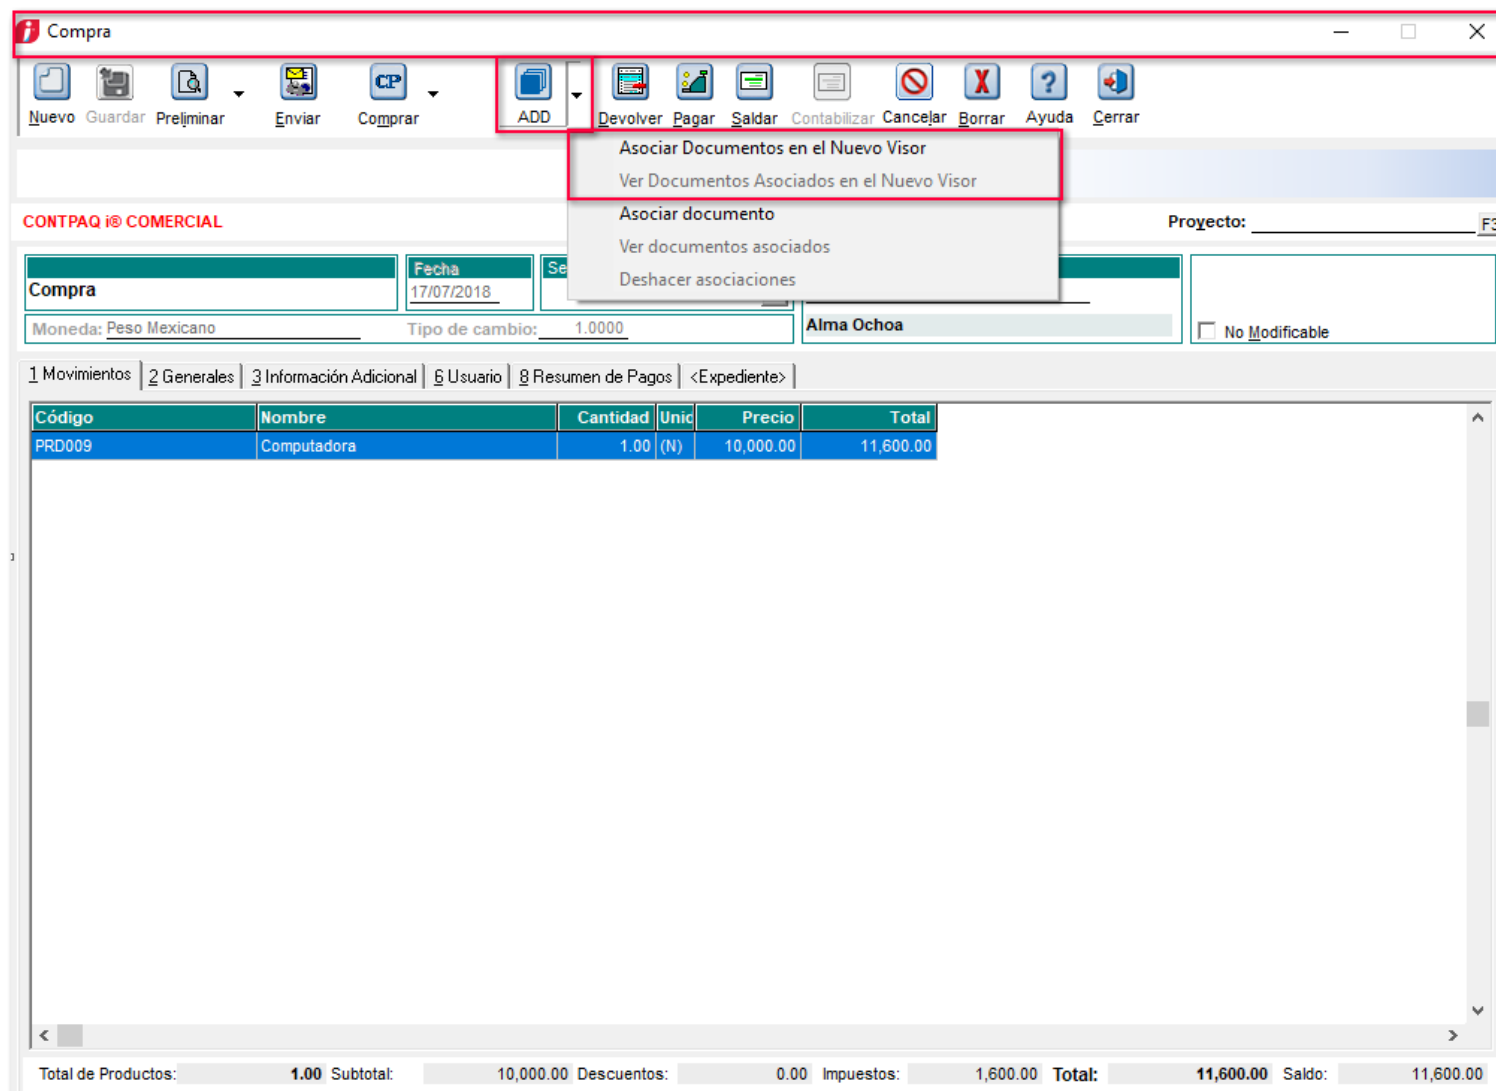 Compra
Nuevo Guardar Preliminar Enviar Comprar ADD Devolver Pagar Saldar Contabilizar Cancelar Borrar Ayuda Cerrar
Asociar Documentos en el Nuevo Visor
Ver Documentos Asociados en el Nuevo Visor
Asociar documento
Ver documentos asociados
Deshacer asociaciones
CONTPAQ i® COMERCIAL Proyecto: F3
Fecha Se
Compra 17/07/2018
Moneda: Peso Mexicano Tipo de cambio: 1.0000 Alma Ochoa No Modificable
1 Movimientos 2 Generales 3 Información Adicional 6 Usuario 8 Resumen de Pagos <Expediente>
Código Nombre Cantidad Unid Precio Total
PRD009 Computadora 1.00 (N) 10,000.00 11,600.00
Total de Productos: 1.00 Subtotal: 10,000.00 Descuentos: 0.00 Impuestos: 1,600.00 Total: 11,600.00 Saldo: 11,600.00